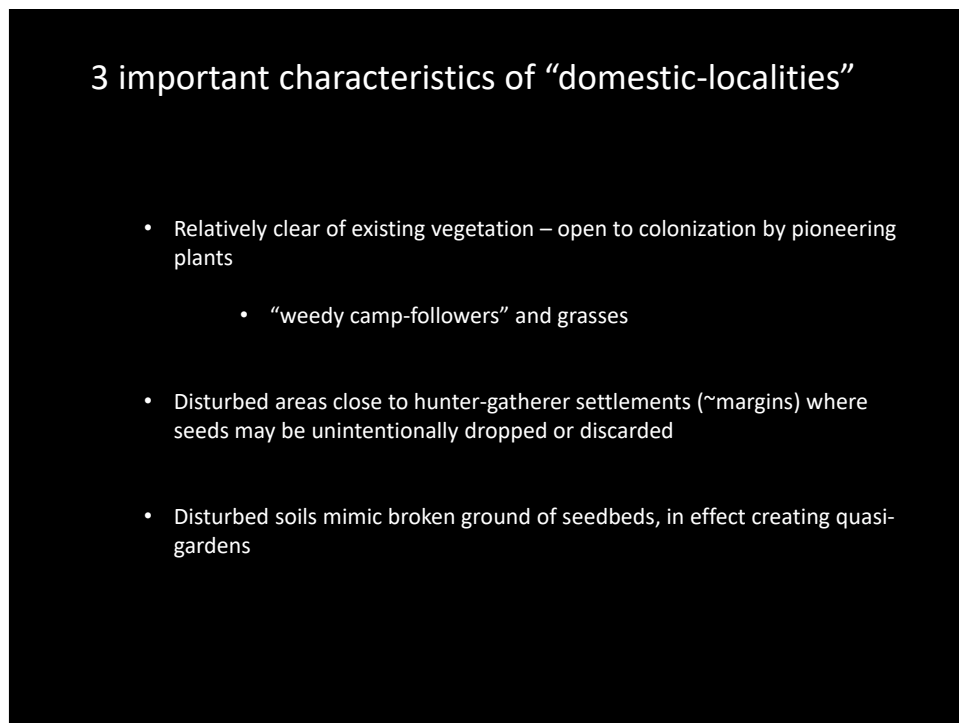 3 important characteristics of “domestic-localities”
• Relatively clear of existing vegetation – open to colonization by pioneering
plants
• “weedy camp-followers” and grasses
• Disturbed areas close to hunter-gatherer settlements (~margins) where
seeds may be unintentionally dropped or discarded
• Disturbed soils mimic broken ground of seedbeds, in effect creating quasi-
gardens